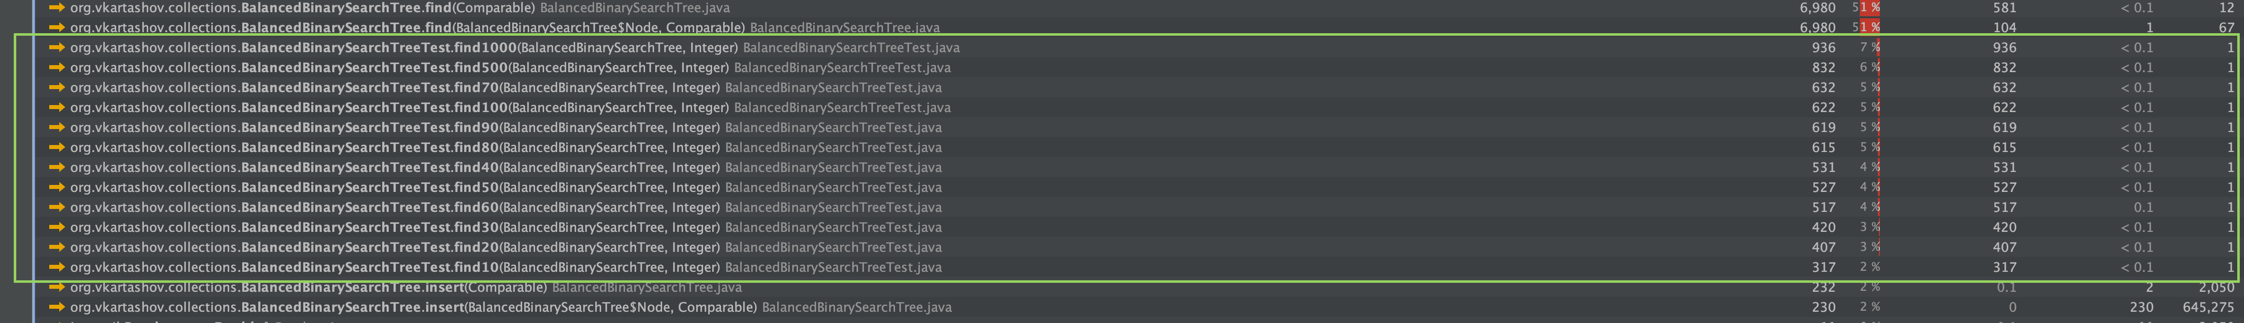 org.vkartashov.collections.BalancedBinarySearchTree.find(Comparable) BalancedBinarySearchTree.java 6,980 51 % 581 < 0.1 12
org.vkartashov.collections.BalancedBinarySearchTree.find(BalancedBinarySearchTree$Node, Comparable) BalancedBinarySearchTree.java 6,980 51 % 104 1 67
org.vkartashov.collections.BalancedBinarySearchTreeTest.find1000(BalancedBinarySearchTree, Integer) BalancedBinarySearchTreeTest.java 936 7 % 936 < 0.1 1
org.vkartashov.collections.BalancedBinarySearchTreeTest.find500(BalancedBinarySearchTree, Integer) BalancedBinarySearchTreeTest.java 832 6 % 832 < 0.1 1
org.vkartashov.collections.BalancedBinarySearchTreeTest.find70(BalancedBinarySearchTree, Integer) BalancedBinarySearchTreeTest.java 632 5 % 632 < 0.1 1
org.vkartashov.collections.BalancedBinarySearchTreeTest.find100(BalancedBinarySearchTree, Integer) BalancedBinarySearchTreeTest.java 622 5 % 622 < 0.1 1
org.vkartashov.collections.BalancedBinarySearchTreeTest.find90(BalancedBinarySearchTree, Integer) BalancedBinarySearchTreeTest.java 619 5 % 619 < 0.1 1
org.vkartashov.collections.BalancedBinarySearchTreeTest.find80(BalancedBinarySearchTree, Integer) BalancedBinarySearchTreeTest.java 615 5 % 615 < 0.1 1
org.vkartashov.collections.BalancedBinarySearchTreeTest.find40(BalancedBinarySearchTree, Integer) BalancedBinarySearchTreeTest.java 531 4 % 531 < 0.1 1
org.vkartashov.collections.BalancedBinarySearchTreeTest.find50(BalancedBinarySearchTree, Integer) BalancedBinarySearchTreeTest.java 527 4 % 527 < 0.1 1
org.vkartashov.collections.BalancedBinarySearchTreeTest.find60(BalancedBinarySearchTree, Integer) BalancedBinarySearchTreeTest.java 517 4 % 517 0.1 1
org.vkartashov.collections.BalancedBinarySearchTreeTest.find30(BalancedBinarySearchTree, Integer) BalancedBinarySearchTreeTest.java 420 3 % 420 < 0.1 1
org.vkartashov.collections.BalancedBinarySearchTreeTest.find20(BalancedBinarySearchTree, Integer) BalancedBinarySearchTreeTest.java 407 3 % 407 < 0.1 1
org.vkartashov.collections.BalancedBinarySearchTreeTest.find10(BalancedBinarySearchTree, Integer) BalancedBinarySearchTreeTest.java 317 2 % 317 < 0.1 1
org.vkartashov.collections.BalancedBinarySearchTree.insert(Comparable) BalancedBinarySearchTree.java 232 2 % 0.1 2 2,050
org.vkartashov.collections.BalancedBinarySearchTree.insert(BalancedBinarySearchTree$Node, Comparable) BalancedBinarySearchTree.java 230 2 % 0 230 645,275